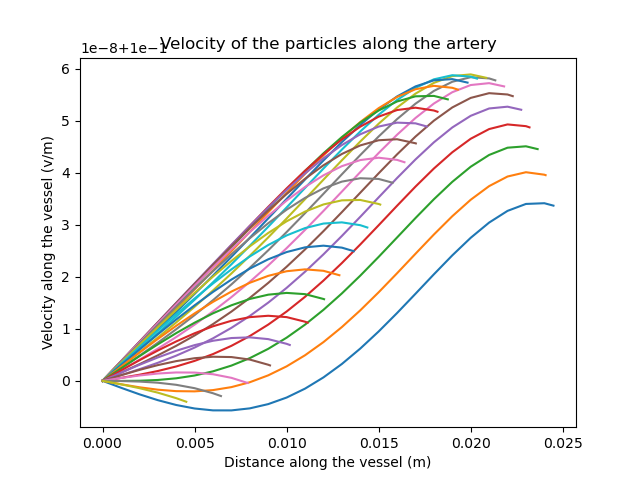 Velocity of the particles along the artery
1e−8+1e−1
6
5
4
3
2
1
0
Velocity along the vessel (v/m)
0.000 0.005 0.010 0.015 0.020 0.025
Distance along the vessel (m)